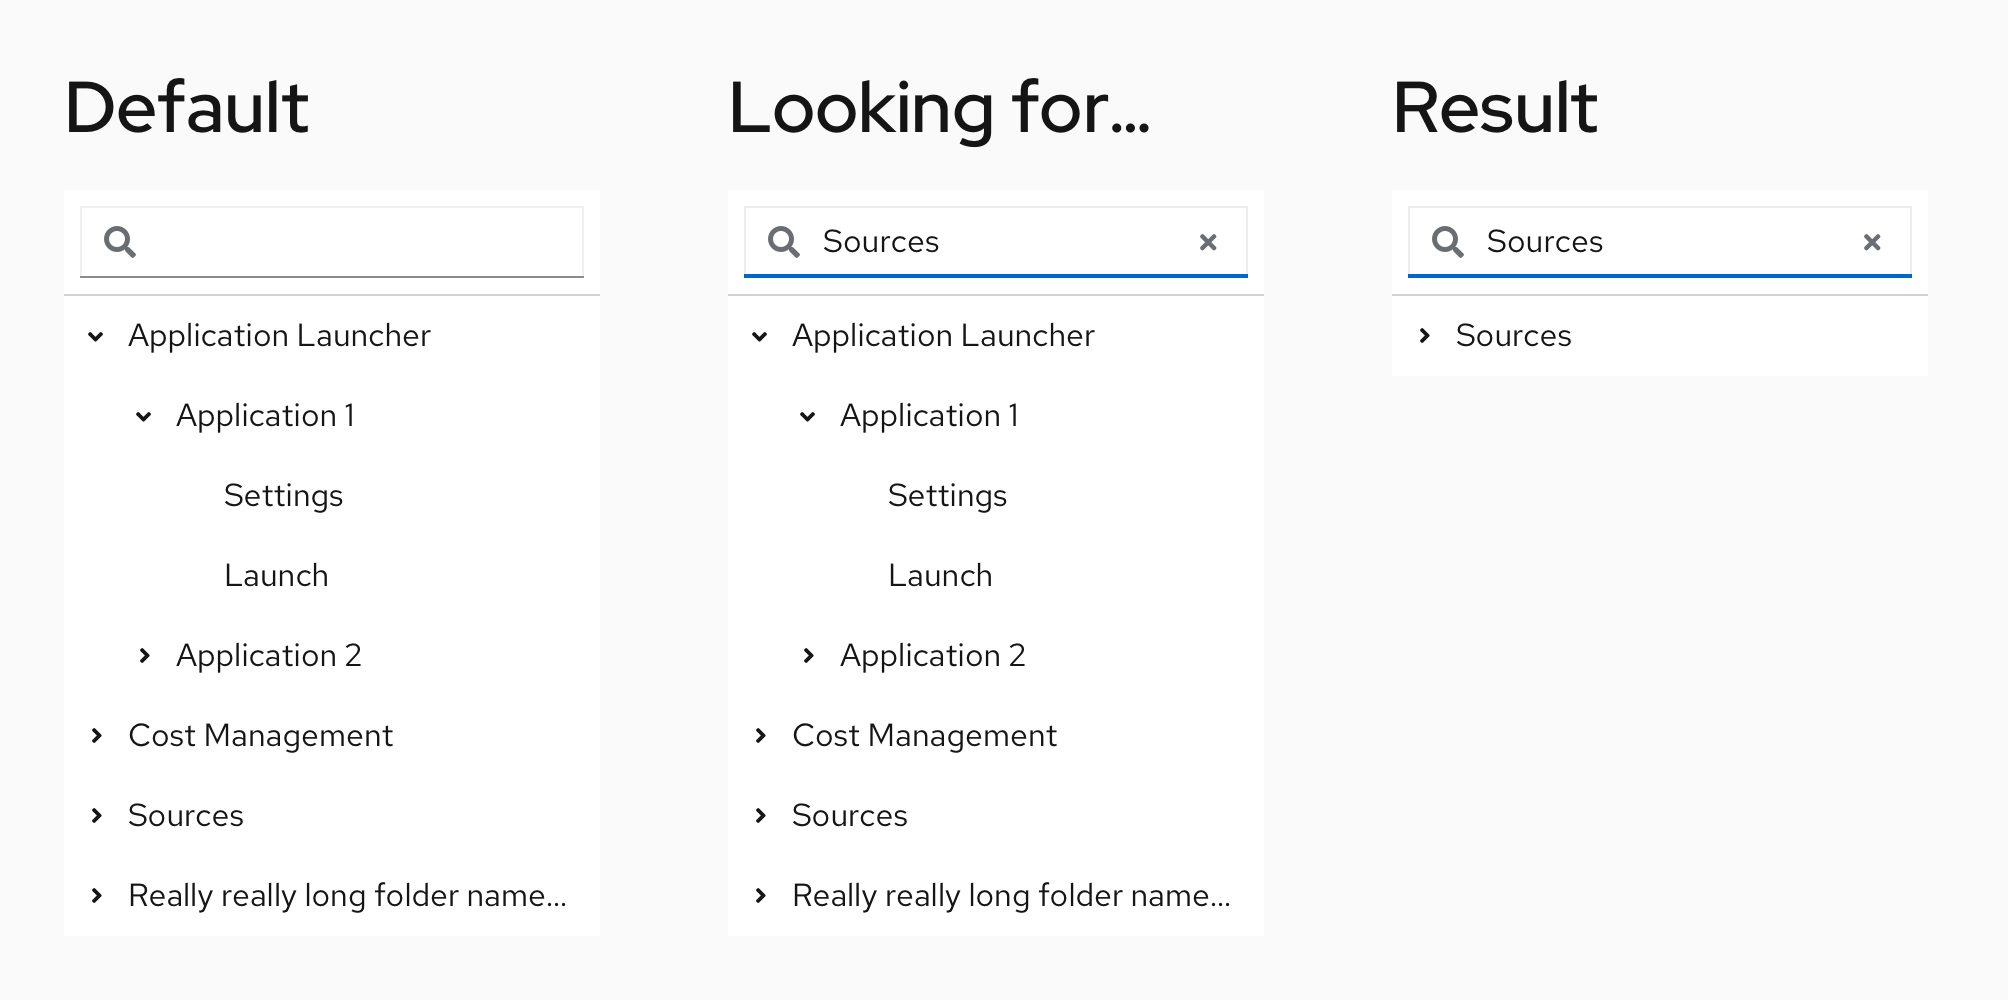 Default
Application Launcher
Application 1
Settings
Launch
Application 2
Cost Management
Sources
Really really long folder name...
Looking for...
Sources
Application Launcher
Application 1
Settings
Launch
Application 2
Cost Management
Sources
Really really long folder name...
Result
Sources
Sources